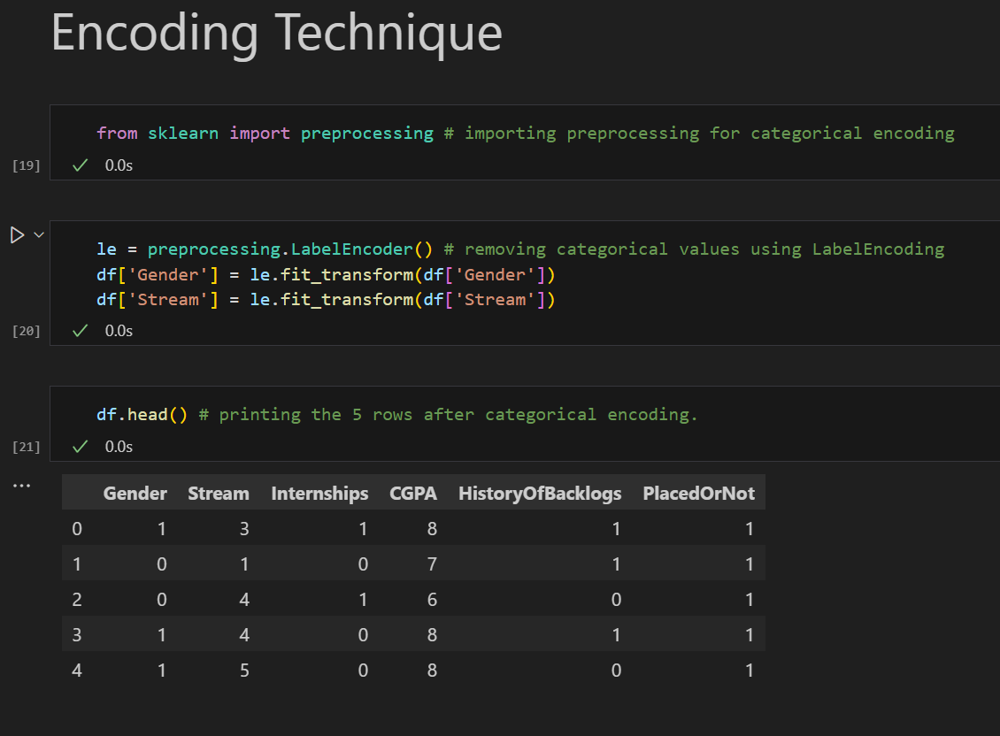 Encoding Technique
from sklearn import preprocessing # importing preprocessing for categorical encoding
[19] 0.0s
le = preprocessing.LabelEncoder() # removing categorical values using LabelEncoding
df['Gender'] = le.fit_transform(df['Gender'])
df['Stream'] = le.fit_transform(df['Stream'])
[20] 0.0s
df.head() # printing the 5 rows after categorical encoding.
[21] 0.0s
...
Gender Stream Internships CGPA HistoryOfBacklogs PlacedOrNot
0 1 3 1 8 1 1
1 0 1 0 7 1 1
2 0 4 1 6 0 1
3 1 4 0 8 1 1
4 1 5 0 8 0 1